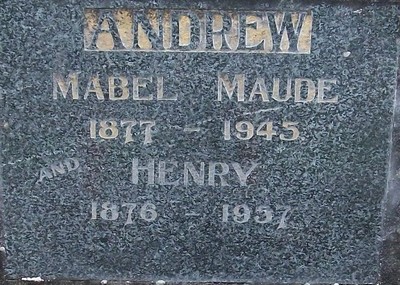 ANDREW
MABEL MAUDE
1877 - 1945
AND HENRY
1876 - 1957